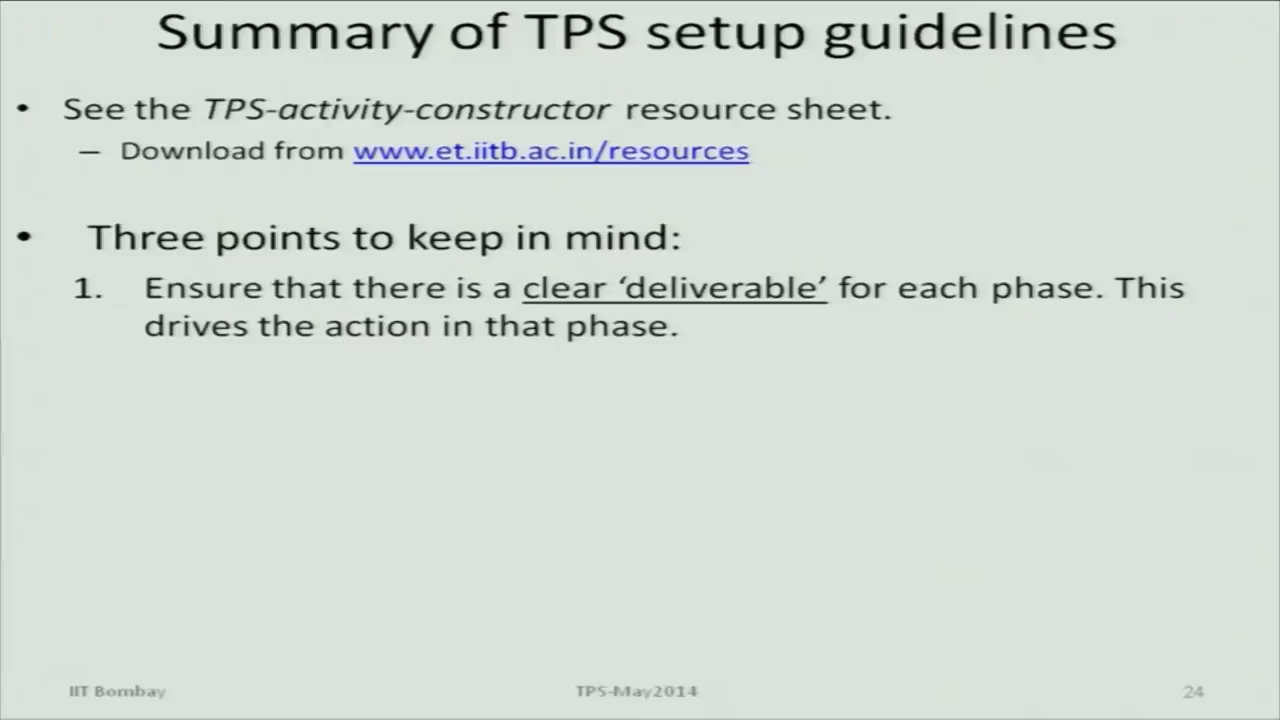 Summary of TPS setup guidelines
• See the TPS-activity-constructor resource sheet.
– Download from www.et.iitb.ac.in/resources
• Three points to keep in mind:
1. Ensure that there is a clear ‘deliverable’ for each phase. This
drives the action in that phase.
IIT Bombay
TPS-May2014
24